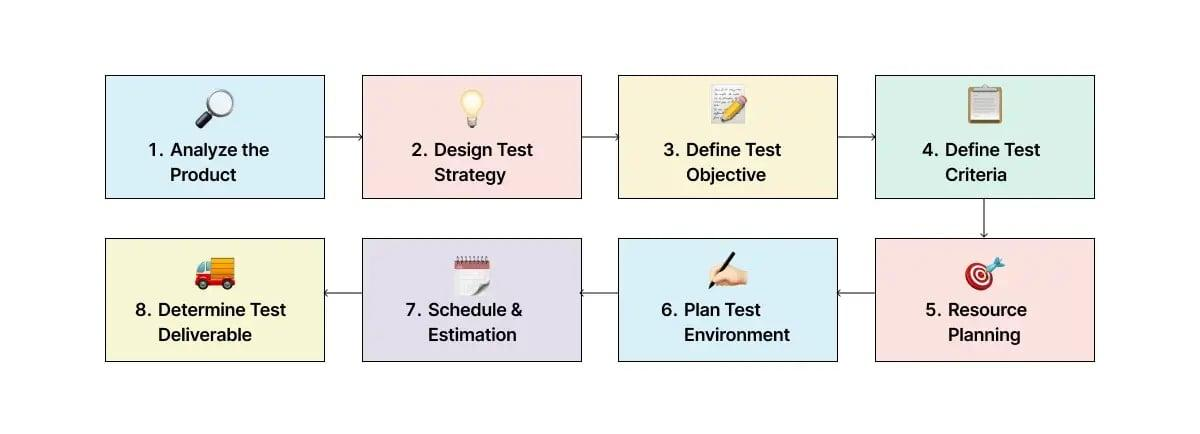 1. Analyze the
Product
2. Design Test
Strategy
3. Define Test
Objective
4. Define Test
Criteria
5. Resource
Planning
6. Plan Test
Environment
7. Schedule &
Estimation
8. Determine Test
Deliverable